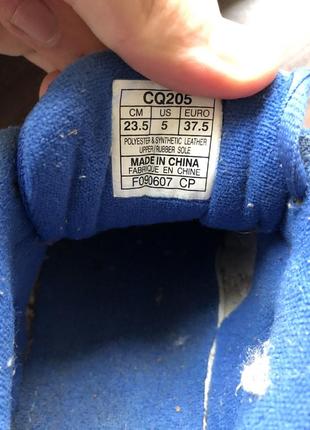 CQ205
CM US EURO
23.5 5 37.5
POLYESTER & SYNTHETIC LEATHER
UPPER/RUBBER SOLE
MADE IN CHINA
FABRIQUE EN CHINE
F090607 CP